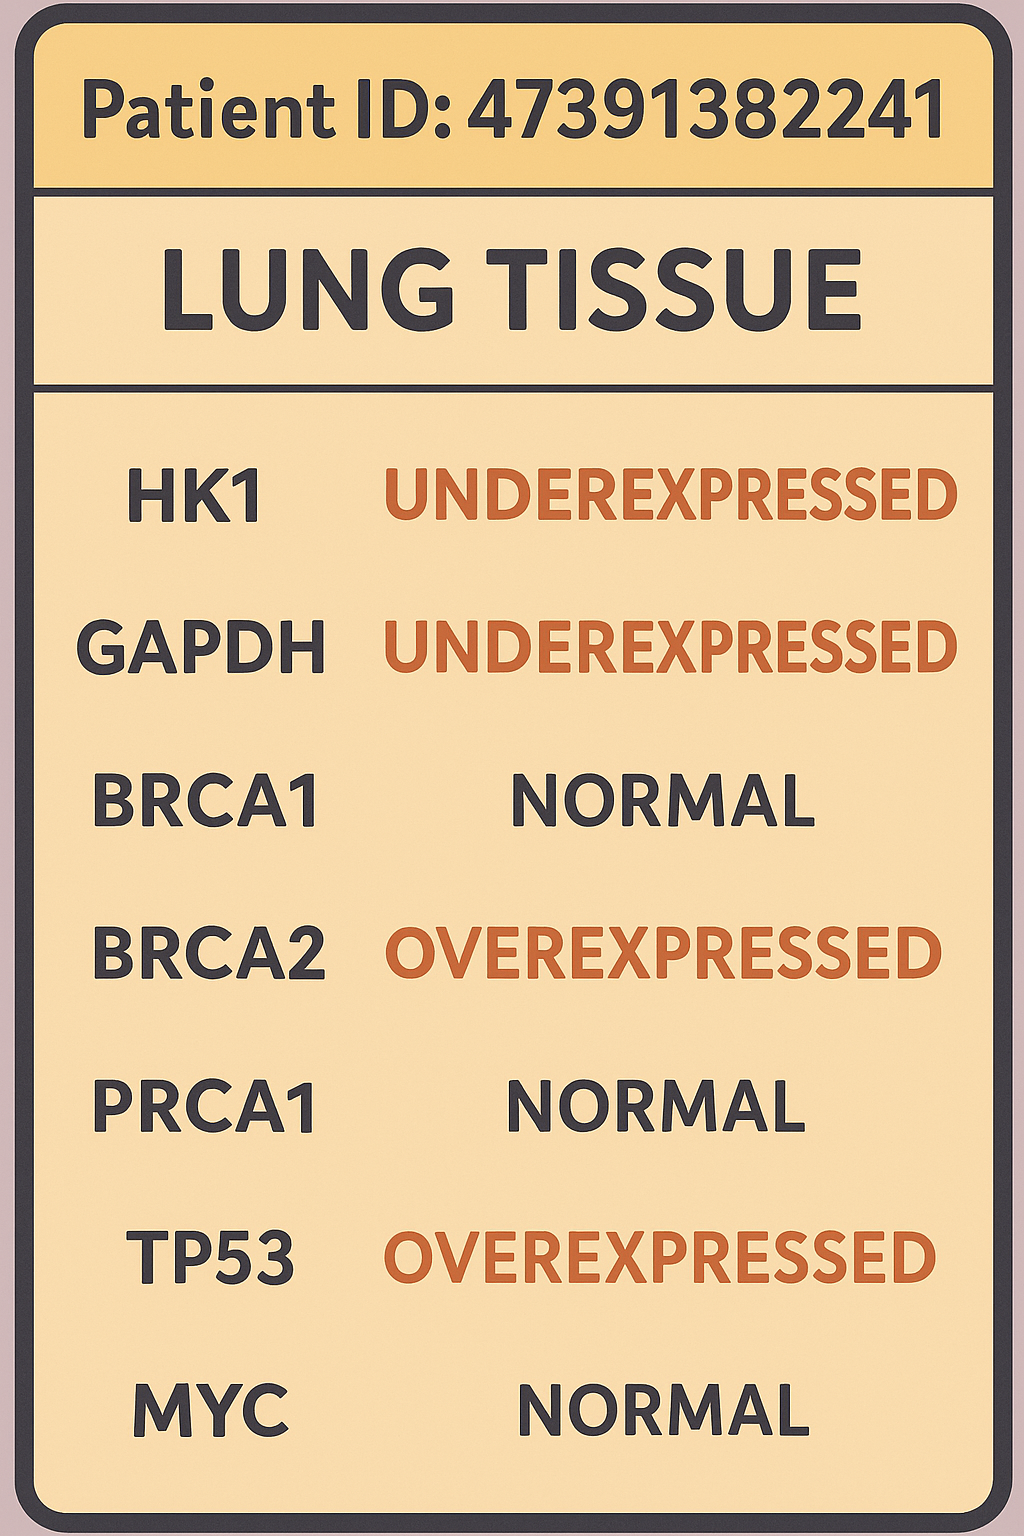 Patient ID: 47391382241
LUNG TISSUE
HK1 UNDEREXPRESSED
GAPDH UNDEREXPRESSED
BRCA1 NORMAL
BRCA2 OVEREXPRESSED
PRCA1 NORMAL
TP53 OVEREXPRESSED
MYC NORMAL